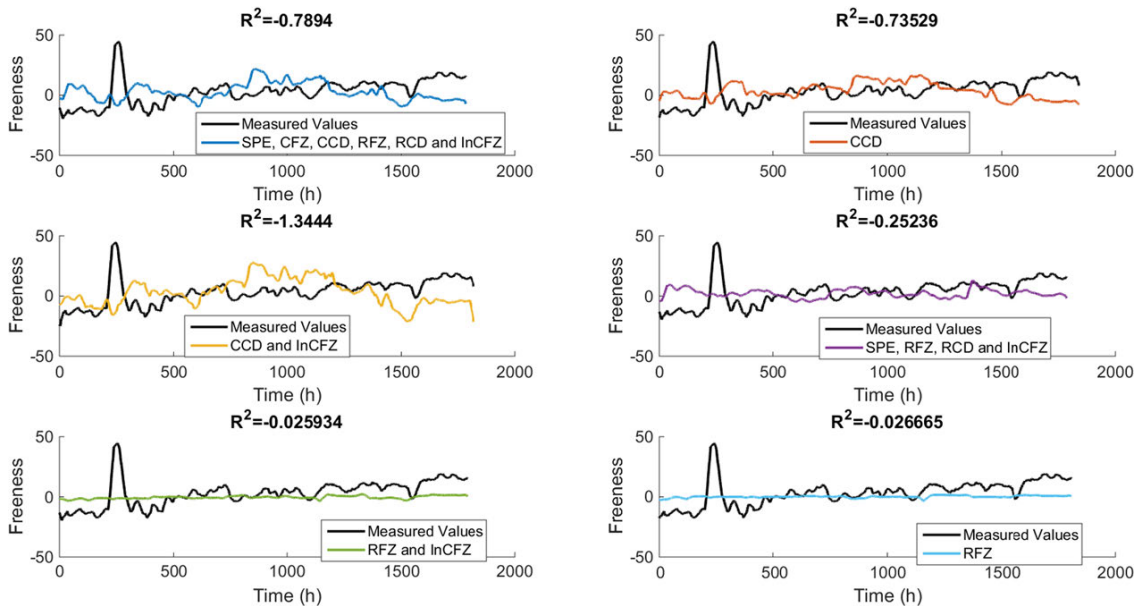 R²=-0.7894
50
0
-50
Freeness
Measured Values
SPE, CFZ, CCD, RFZ, RCD and InCFZ
0 500 1000 1500 2000
Time (h)
R²=-0.73529
50
0
-50
Freeness
Measured Values
CCD
0 500 1000 1500 2000
Time (h)
R²=-1.3444
50
0
-50
Freeness
Measured Values
CCD and InCFZ
0 500 1000 1500 2000
Time (h)
R²=-0.25236
50
0
-50
Freeness
Measured Values
SPE, RFZ, RCD and InCFZ
0 500 1000 1500 2000
Time (h)
R²=-0.025934
50
0
-50
Freeness
Measured Values
RFZ and InCFZ
0 500 1000 1500 2000
Time (h)
R²=-0.026665
50
0
-50
Freeness
Measured Values
RFZ
0 500 1000 1500 2000
Time (h)